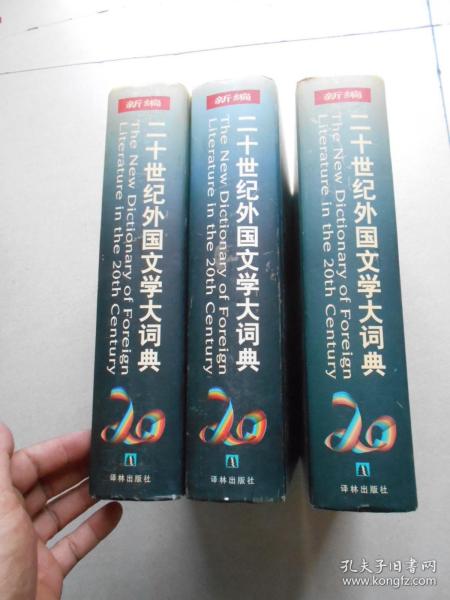 新编
二十世纪外国文学大词典
The New Dictionary of Foreign
Literature in the 20th Century
20
译林出版社
新编
二十世纪外国文学大词典
The New Dictionary of Foreign
Literature in the 20th Century
20
译林出版社
新编
二十世纪外国文学大词典
The New Dictionary of Foreign
Literature in the 20th Century
20
译林出版社
孔夫子旧书网
www.kongfz.com